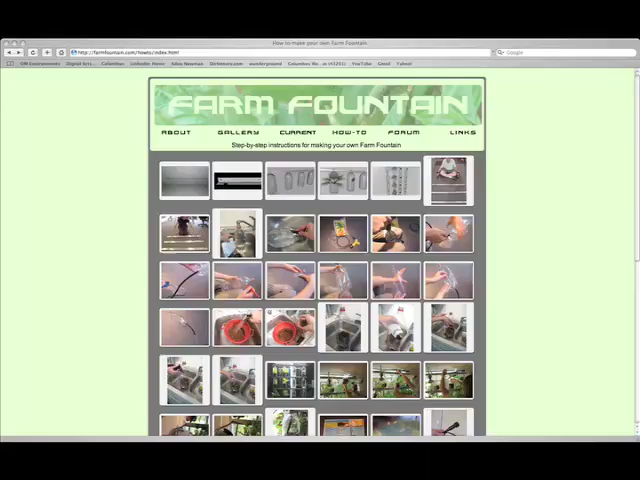 How to make your own Farm Fountain
http://farmfountain.com/howto/index.html
Google
Columbus
YouTube
Gmail
Yahoo!
FARM FOUNTAIN
ABOUT GALLERY CURRENT HOW-TO FORUM LINKS
Step-by-step instructions for making your own Farm Fountain